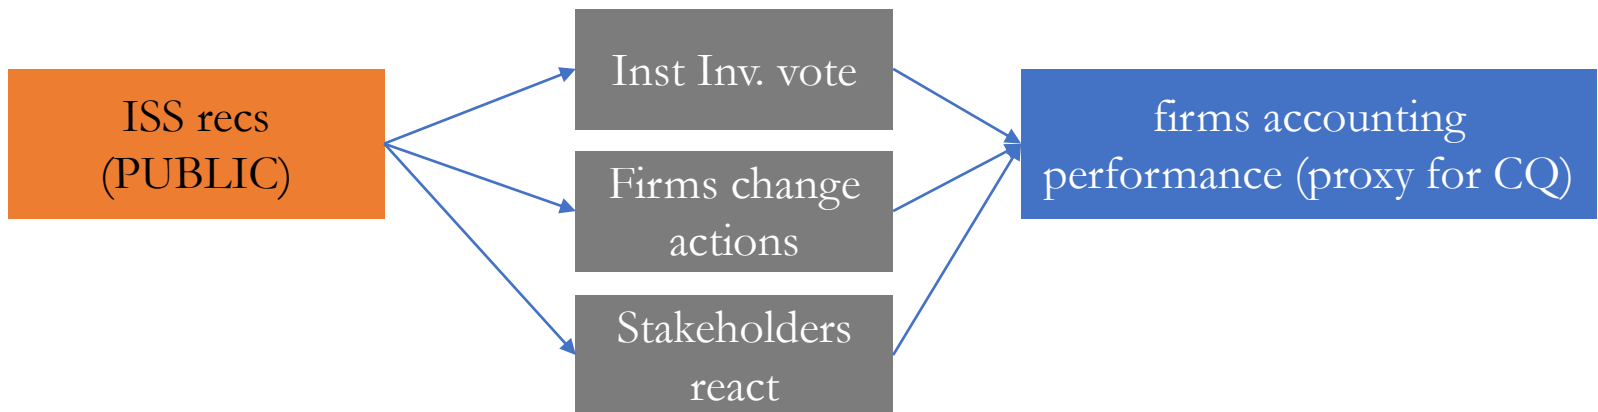 ISS recs
(PUBLIC)
Inst Inv. vote
Firms change
actions
Stakeholders
react
firms accounting
performance (proxy for CQ)